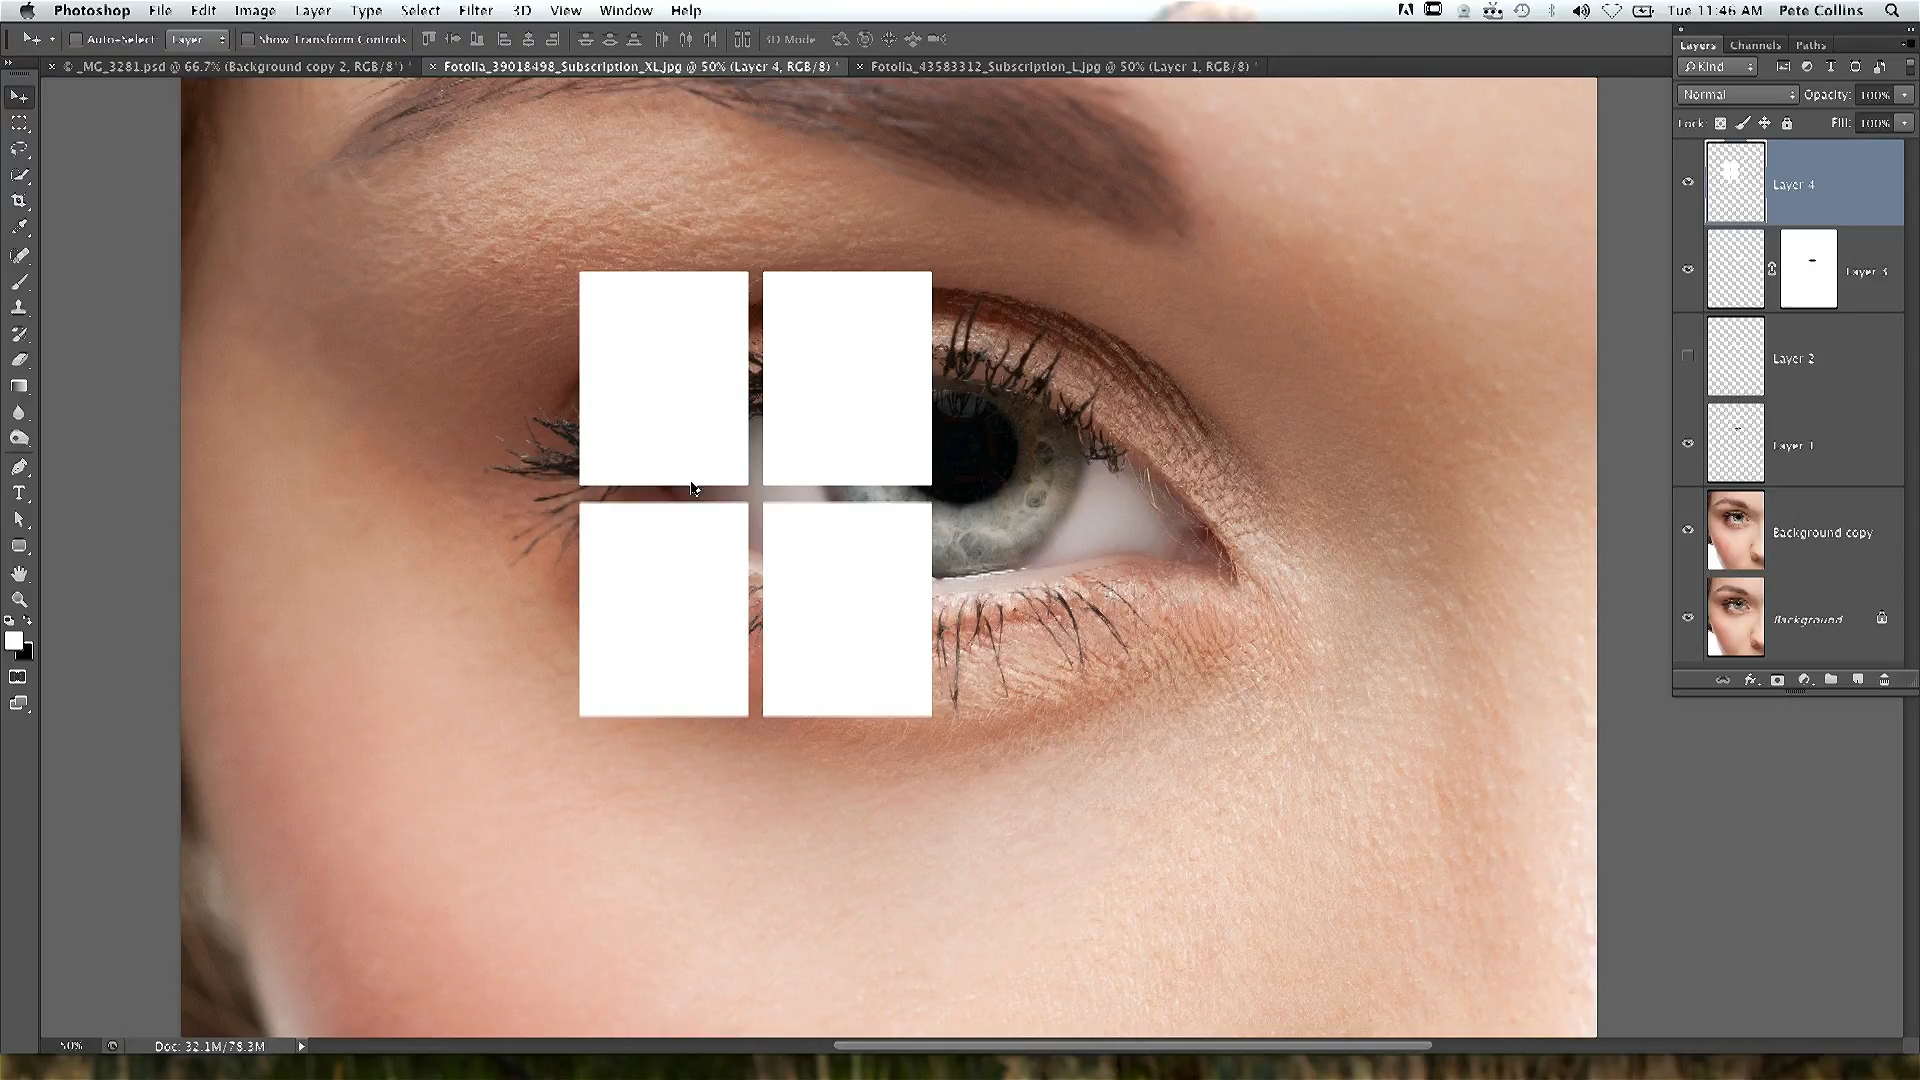 Photoshop File Edit Image Layer Type Select Filter 3D View Window Help Tue 11:46 AM Pete Collins
Auto-Select: Layer Show Transform Controls 3D Mode
© _MG_3281.psd @ 66.7% (Background copy 2, RGB/8*) * Fotolia_39018498_Subscription_XL.jpg @ 50% (Layer 4, RGB/8) * Fotolia_43583312_Subscription_L.jpg @ 50% (Layer 1, RGB/8) *
Layers Channels Paths
Kind
Normal Opacity: 100%
Lock: Fill: 100%
Layer 4
Layer 3
Layer 2
Layer 1
Background copy
Background
50% Doc: 32.1M/78.3M